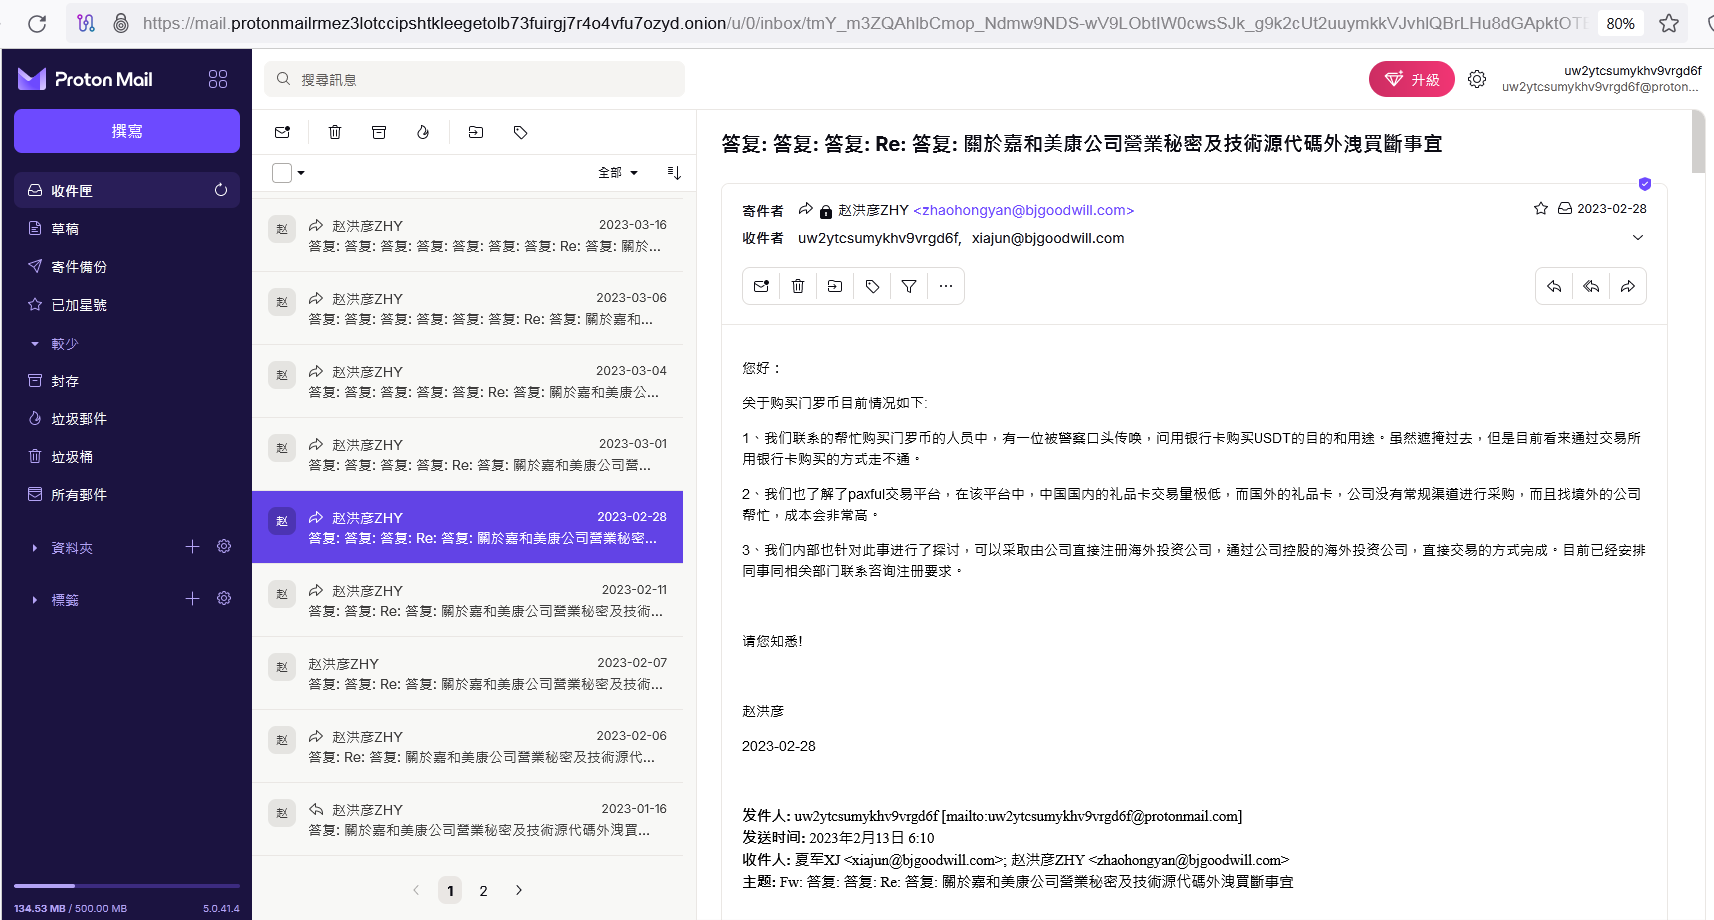 https://mail.protonmailrmez3lotccipshtkleegetolb73fuirgj7r4o4vfu7ozyd.onion/u/0/inbox/tmY_m3ZQAhlbCmop_Ndmw9NDS-wV9LObtIW0cwsSJk_g9k2cUt2uuymkkVJvhIQBrLHu8dGApktOTE
80%
Proton Mail
搜尋訊息
升級
uw2ytcsumykhv9vrgd6f
uw2ytcsumykhv9vrgd6f@proton...
撰寫
收件匣
草稿
寄件備份
已加星號
較少
封存
垃圾郵件
垃圾桶
所有郵件
資料夾
標籤
134.53 MB / 500.00 MB
5.0.41.4
全部
赵
赵洪彦ZHY
2023-03-16
答复: 答复: 答复: 答复: 答复: 答复: 答复: Re: 答复: 關於...
赵
赵洪彦ZHY
2023-03-06
答复: 答复: 答复: 答复: 答复: 答复: Re: 答复: 關於嘉和...
赵
赵洪彦ZHY
2023-03-04
答复: 答复: 答复: 答复: 答复: Re: 答复: 關於嘉和美康公...
赵
赵洪彦ZHY
2023-03-01
答复: 答复: 答复: 答复: Re: 答复: 關於嘉和美康公司營...
赵
赵洪彦ZHY
2023-02-28
答复: 答复: 答复: Re: 答复: 關於嘉和美康公司營業秘密...
赵
赵洪彦ZHY
2023-02-11
答复: 答复: Re: 答复: 關於嘉和美康公司營業秘密及技術...
赵
赵洪彦ZHY
2023-02-07
答复: 答复: Re: 答复: 關於嘉和美康公司營業秘密及技術...
赵
赵洪彦ZHY
2023-02-06
答复: Re: 答复: 關於嘉和美康公司營業秘密及技術源代...
赵
赵洪彦ZHY
2023-01-16
答复: 關於嘉和美康公司營業秘密及技術源代碼外洩買...
1 2
答复: 答复: 答复: Re: 答复: 關於嘉和美康公司營業秘密及技術源代碼外洩買斷事宜
寄件者 赵洪彦ZHY <zhaohongyan@bjgoodwill.com>
2023-02-28
收件者 uw2ytcsumykhv9vrgd6f, xiajun@bjgoodwill.com
您好：
关于购买门罗币目前情况如下:
1、我们联系的帮忙购买门罗币的人员中，有一位被警察口头传唤，问用银行卡购买USDT的目的和用途。虽然遮掩过去，但是目前看来通过交易所
用银行卡购买的方式走不通。
2、我们也了解了paxful交易平台，在该平台中，中国国内的礼品卡交易量极低，而国外的礼品卡，公司没有常规渠道进行采购，而且找境外的公司
帮忙，成本会非常高。
3、我们内部也针对此事进行了探讨，可以采取由公司直接注册海外投资公司，通过公司控股的海外投资公司，直接交易的方式完成。目前已经安排
同事同相关部门联系咨询注册要求。
请您知悉!
赵洪彦
2023-02-28
发件人: uw2ytcsumykhv9vrgd6f [mailto:uw2ytcsumykhv9vrgd6f@protonmail.com]
发送时间: 2023年2月13日 6:10
收件人: 夏军XJ <xiajun@bjgoodwill.com>; 赵洪彦ZHY <zhaohongyan@bjgoodwill.com>
主题: Fw: 答复: 答复: Re: 答复: 關於嘉和美康公司營業秘密及技術源代碼外洩買斷事宜